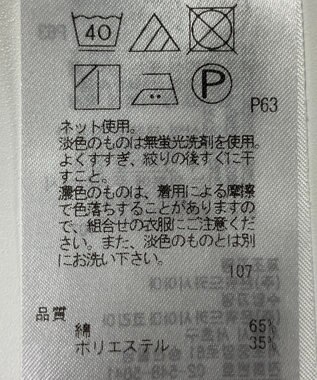 40
P
P63
ネット使用。
淡色のものは無蛍光洗剤を使用。
よくすすぎ、絞りの後すぐに干
すこと。
濃色のものは、着用による摩擦
で色落ちすることがありますの
で、組合せの衣服にご注意くだ
さい。また、淡色のものとは別
にお洗い下さい。
107
品質
綿 65%
ポリエステル 35%